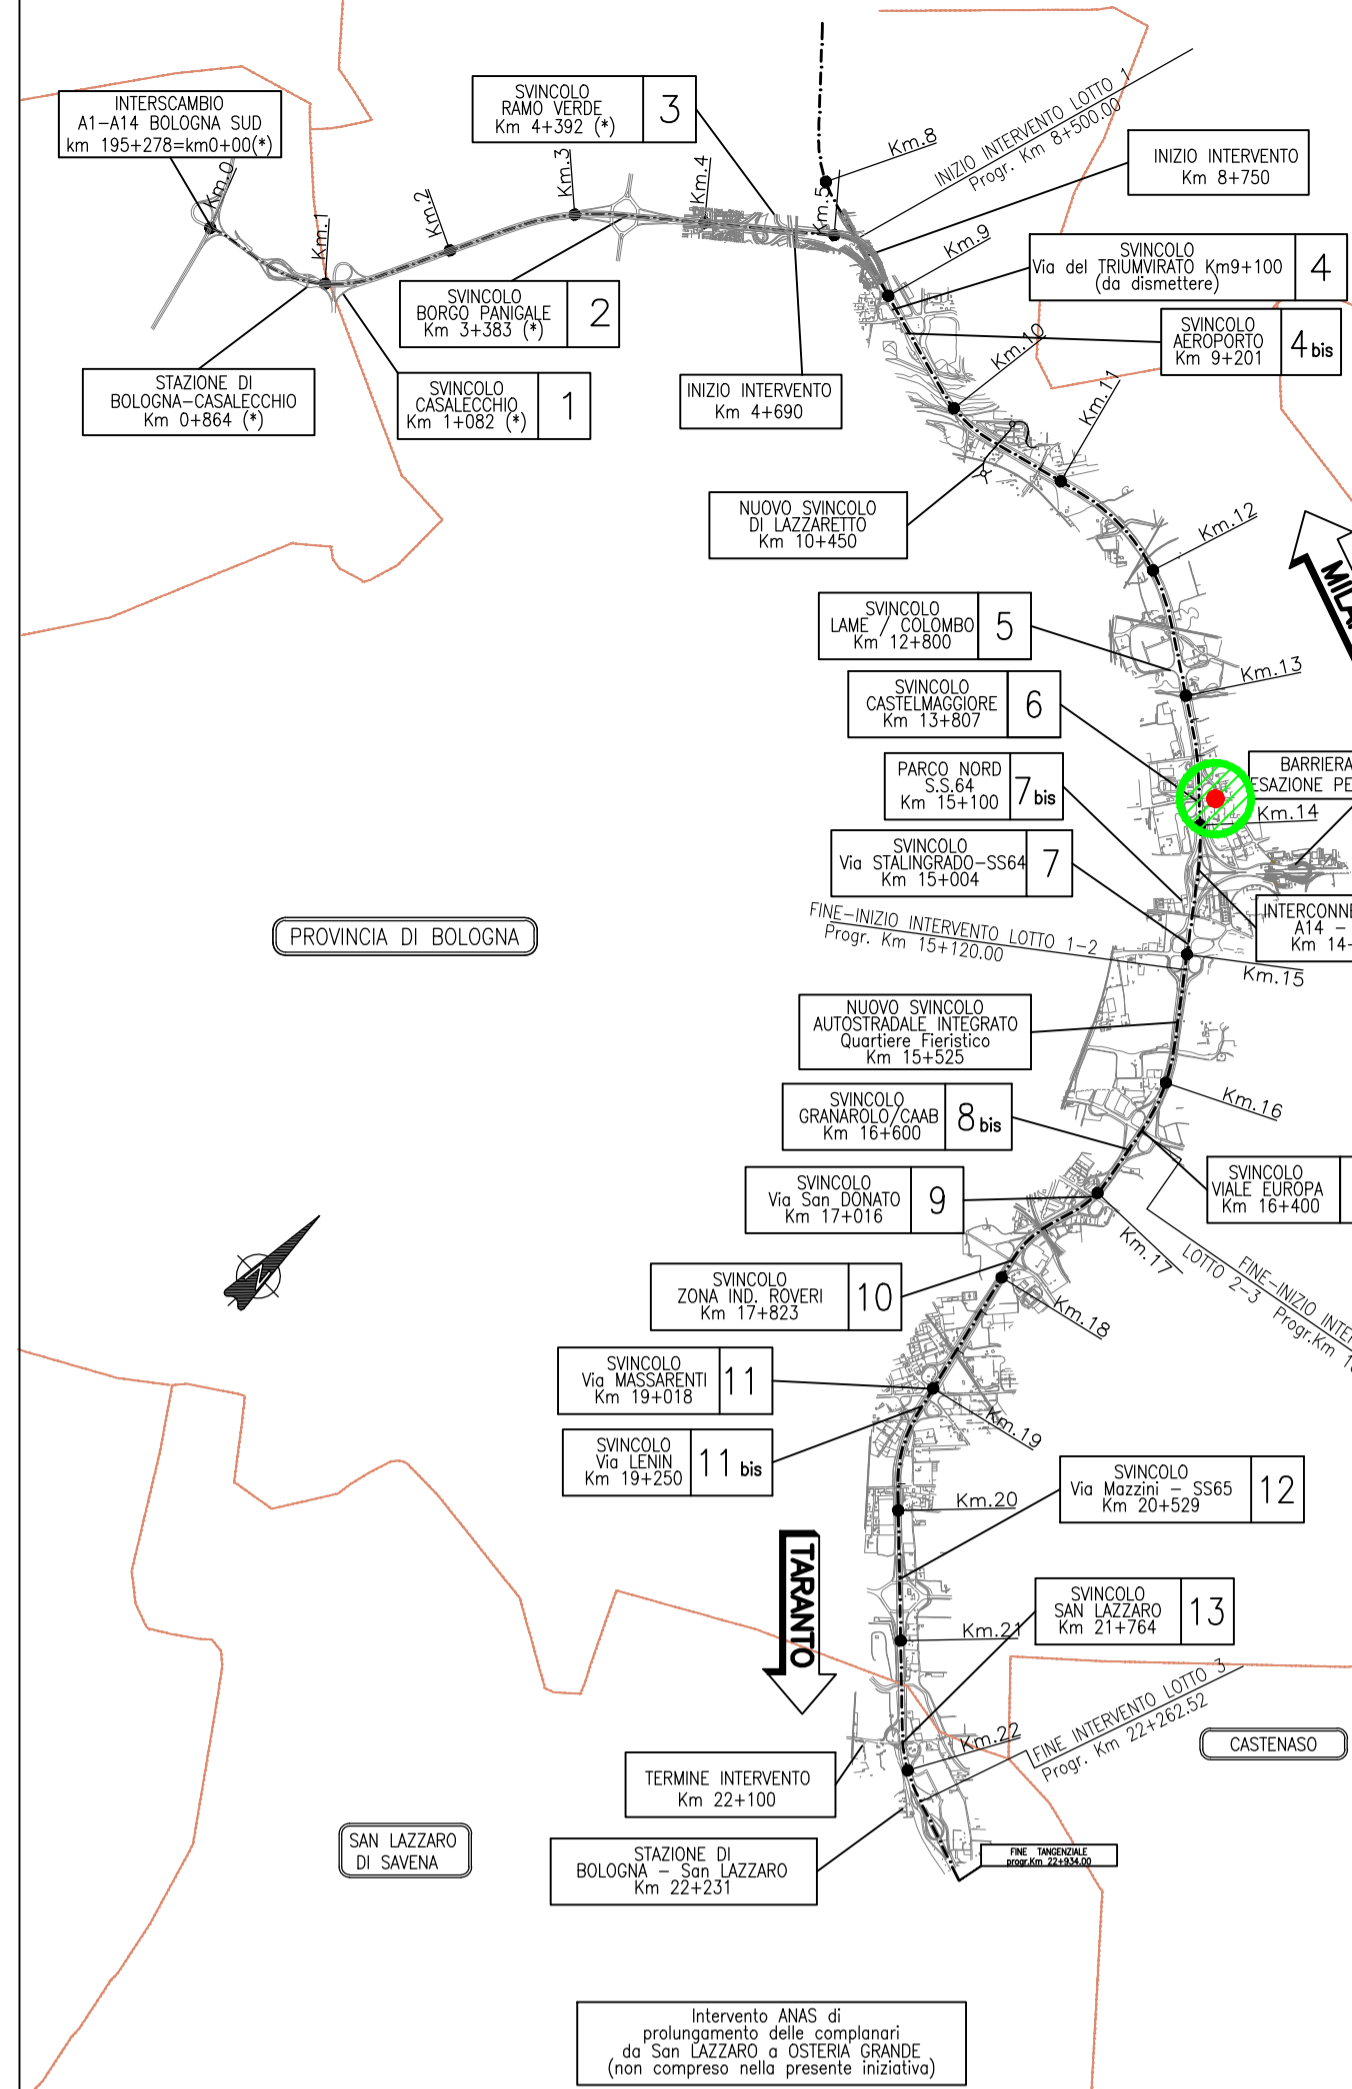 INTERSCAMBIO
A1-A14 BOLOGNA SUD
km 195+278=km0+00(*)
SVINCOLO
RAMO VERDE
Km 4+392 (*)
3
Km.0
Km.1
Km.2
Km.3
Km.4
Km.5
Km.8
INIZIO INTERVENTO LOTTO 1
Progr. Km 8+500.00
INIZIO INTERVENTO
Km 8+750
Km.9
SVINCOLO
Via del TRIUMVIRATO Km9+100
(da dismettere)
4
SVINCOLO
BORGO PANIGALE
Km 3+383 (*)
2
SVINCOLO
AEROPORTO
Km 9+201
4 bis
Km.10
STAZIONE DI
BOLOGNA-CASALECCHIO
Km 0+864 (*)
SVINCOLO
CASALECCHIO
Km 1+082 (*)
1
INIZIO INTERVENTO
Km 4+690
Km.11
NUOVO SVINCOLO
DI LAZZARETTO
Km 10+450
Km.12
SVINCOLO
LAME / COLOMBO
Km 12+800
5
Km.13
SVINCOLO
CASTELMAGGIORE
Km 13+807
6
PARCO NORD
S.S.64
Km 15+100
7 bis
BARRIERA
ESAZIONE PE
Km.14
SVINCOLO
Via STALINGRADO-SS64
Km 15+004
7
FINE-INIZIO INTERVENTO LOTTO 1-2
Progr. Km 15+120.00
INTERCONNE
A14 -
Km 14-
PROVINCIA DI BOLOGNA
Km.15
NUOVO SVINCOLO
AUTOSTRADALE INTEGRATO
Quartiere Fieristico
Km 15+525
SVINCOLO
GRANAROLO/CAAB
Km 16+600
8 bis
Km.16
SVINCOLO
Via San DONATO
Km 17+016
9
SVINCOLO
VIALE EUROPA
Km 16+400
Km.17
FINE-INIZIO INTE
LOTTO 2-3 Progr.Km
SVINCOLO
ZONA IND. ROVERI
Km 17+823
10
Km.18
SVINCOLO
Via MASSARENTI
Km 19+018
11
Km.19
SVINCOLO
Via LENIN
Km 19+250
11 bis
Km.20
SVINCOLO
Via Mazzini - SS65
Km 20+529
12
TARANTO
SVINCOLO
SAN LAZZARO
Km 21+764
13
Km.21
Km.22
FINE INTERVENTO LOTTO 3
Progr. Km 22+262.52
CASTENASO
TERMINE INTERVENTO
Km 22+100
SAN LAZZARO
DI SAVENA
STAZIONE DI
BOLOGNA - San LAZZARO
Km 22+231
FINE TANGENZIALE
progr.Km 22+934.00
Intervento ANAS di
prolungamento delle complanari
da San LAZZARO a OSTERIA GRANDE
(non compreso nella presente iniziativa)